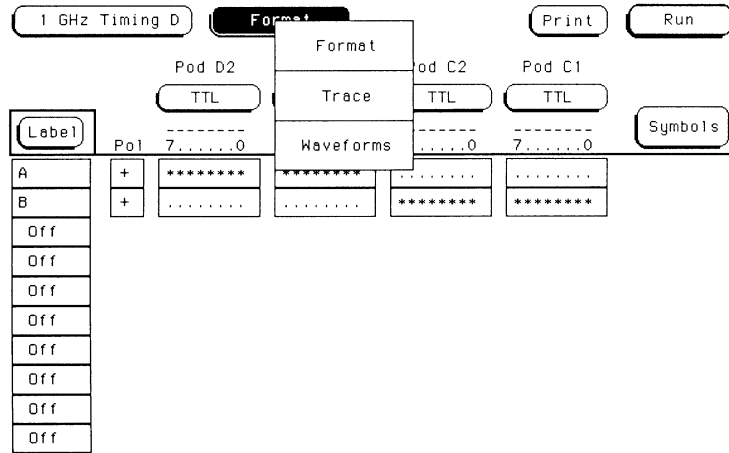 1 GHz Timing D Format Print Run
Format
Trace
Waveforms
Pod D2 od C2 Pod C1
TTL TTL TTL
Label Pol Symbols
-------- -------- --------
7......0 .....0 7......0
A + ******** ******** ........ ........
B + ........ ........ ******** ********
Off
Off
Off
Off
Off
Off
Off
Off